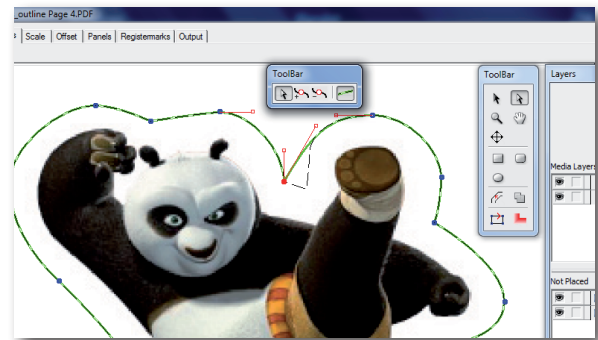 _outline Page 4.PDF
s Scale Offset Panels Registermarks Output
ToolBar
ToolBar
Layers
Media Layers
Not Placed